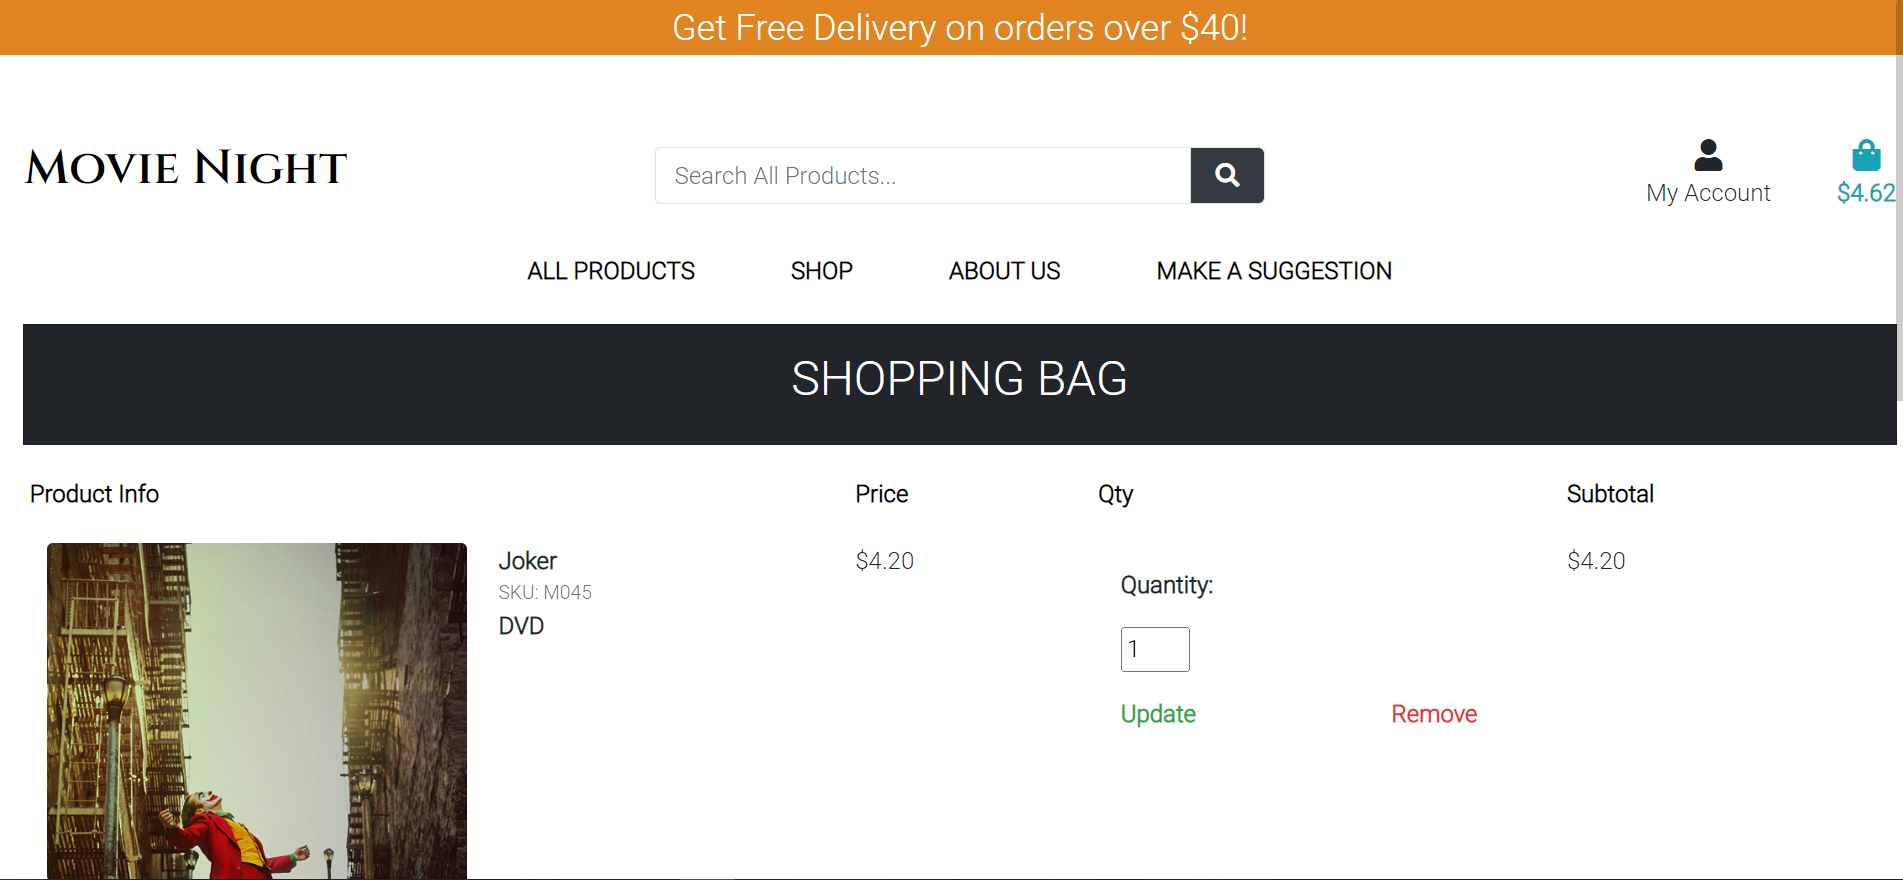 Get Free Delivery on orders over $40!
MOVIE NIGHT
Search All Products...
My Account
$4.62
ALL PRODUCTS SHOP ABOUT US MAKE A SUGGESTION
SHOPPING BAG
Product Info Price Qty Subtotal
Joker $4.20 $4.20
SKU: M045
Quantity:
DVD
1
Update Remove